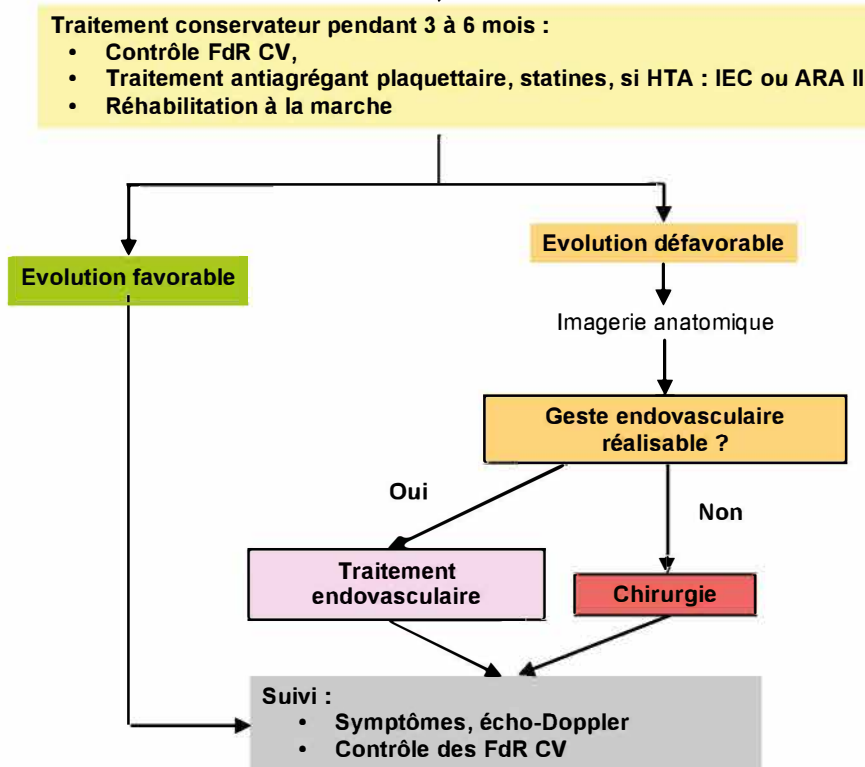 Traitement conservateur pendant 3 à 6 mois :
• Contrôle FdR CV,
• Traitement antiagrégant plaquettaire, statines, si HTA : IEC ou ARA II
• Réhabilitation à la marche
Evolution défavorable
Evolution favorable
Imagerie anatomique
Geste endovasculaire
réalisable ?
Oui
Non
Traitement
endovasculaire
Chirurgie
Suivi :
• Symptômes, écho-Doppler
• Contrôle des FdR CV